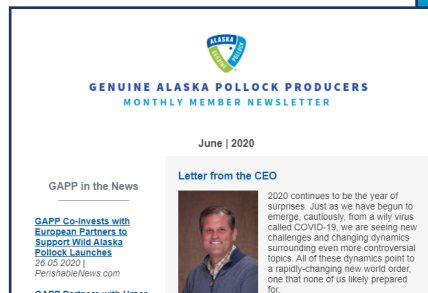 ALASKA
GENUINE ALASKA POLLOCK PRODUCERS
MONTHLY MEMBER NEWSLETTER
June | 2020
GAPP in the News
GAPP Co-Invests with
European Partners to
Support Wild Alaska
Pollock Launches
26 05 2020 |
PerishableNews.com
Letter from the CEO
2020 continues to be the year of
surprises. Just as we have begun to
emerge, cautiously, from a wily virus
called COVID-19, we are seeing new
challenges and changing dynamics
surrounding even more controversial
topics. All of these dynamics point to
a rapidly-changing new world order,
one that none of us likely prepared
for.